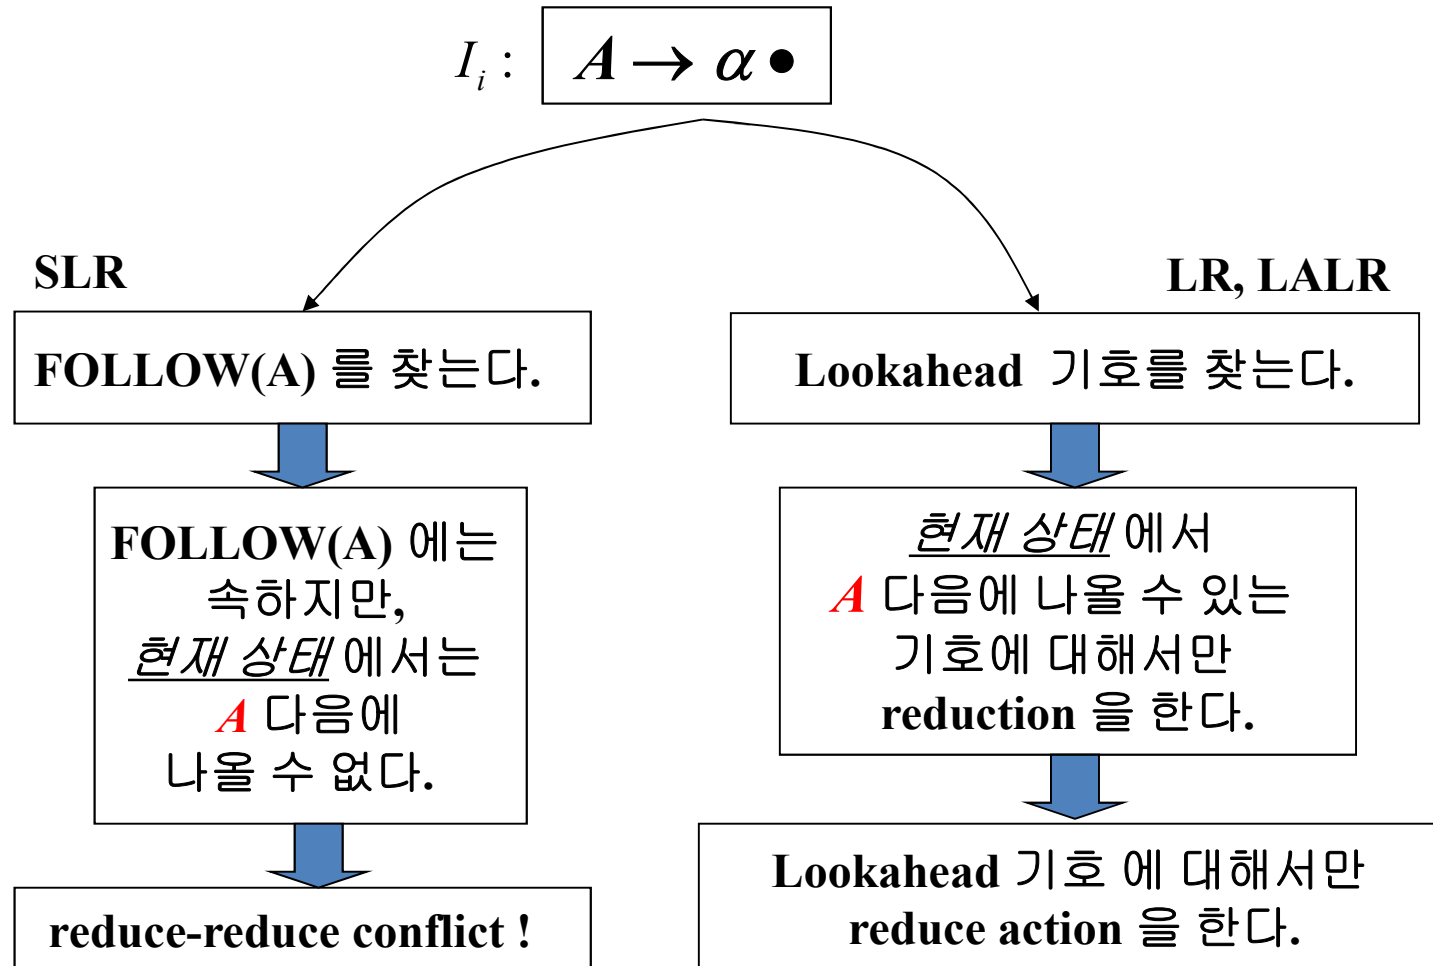 I_i : A → α •
SLR
FOLLOW(A) 를 찾는다.
FOLLOW(A) 에는
속하지만,
현재 상태 에서는
A 다음에
나올 수 없다.
reduce-reduce conflict !
LR, LALR
Lookahead 기호를 찾는다.
현재 상태 에서
A 다음에 나올 수 있는
기호에 대해서만
reduction 을 한다.
Lookahead 기호 에 대해서만
reduce action 을 한다.